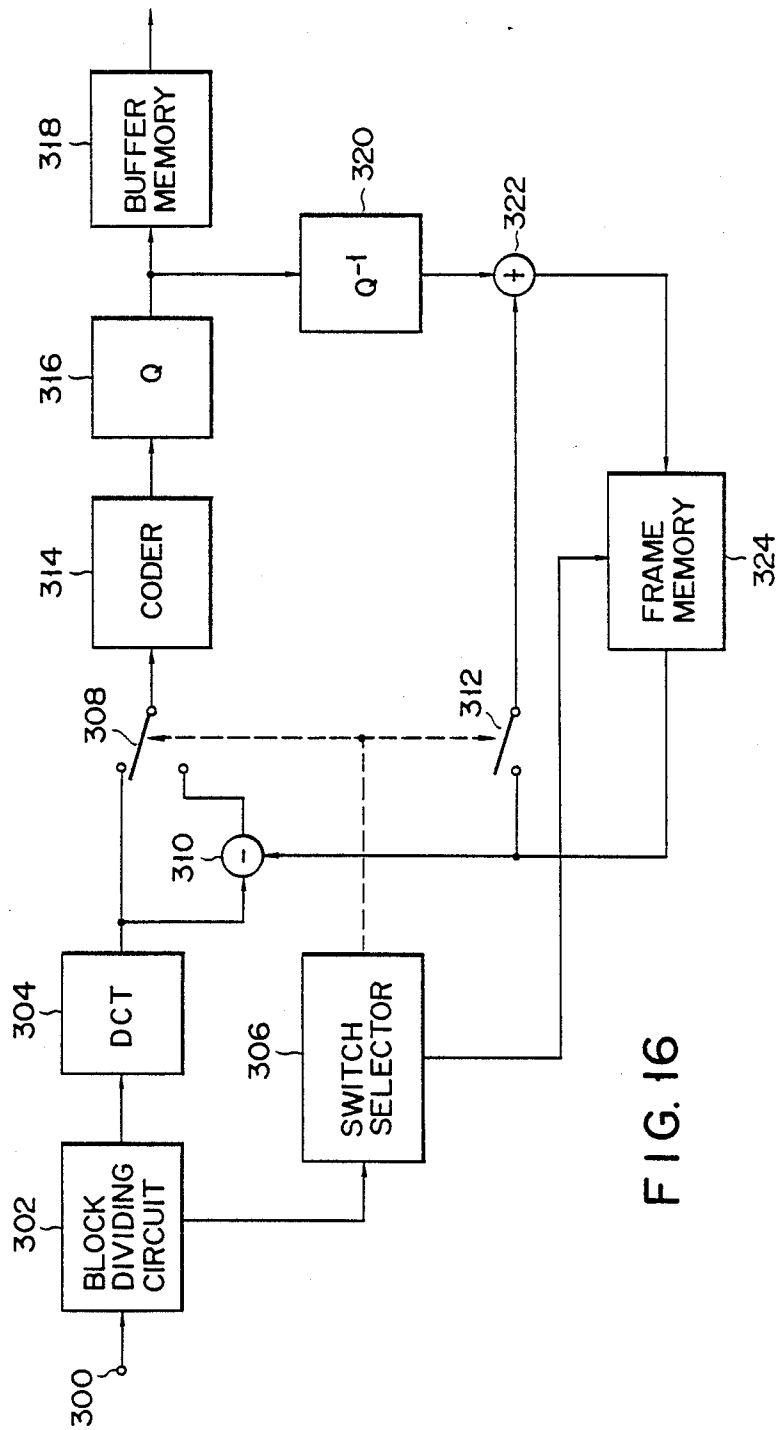 300
302
BLOCK
DIVIDING
CIRCUIT
304
DCT
306
SWITCH
SELECTOR
308
310
-
312
314
CODER
316
Q
318
BUFFER
MEMORY
320
Q-1
322
+
324
FRAME
MEMORY
FIG. 16